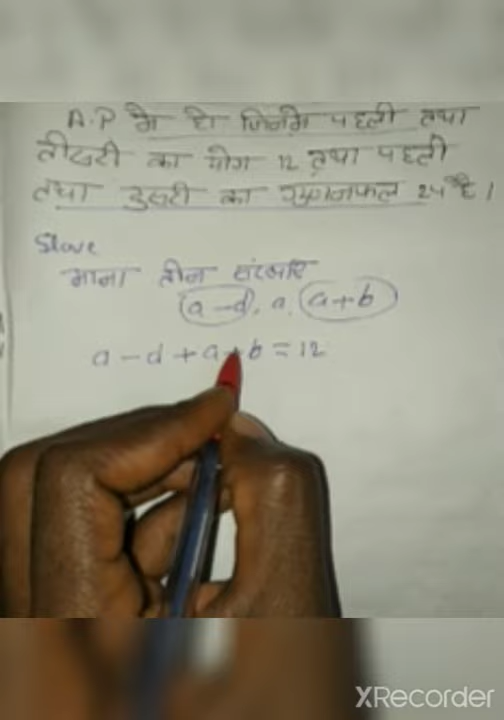 A.P मे हो जिनमे पहली तथा
तीसरी का योग 12 तथा पहली
तथा दुसरी का गुणनफल 24 है।
Slove
माना तीन संख्याए
a-d, a, a+b
a-d+a+b=12
XRecorder